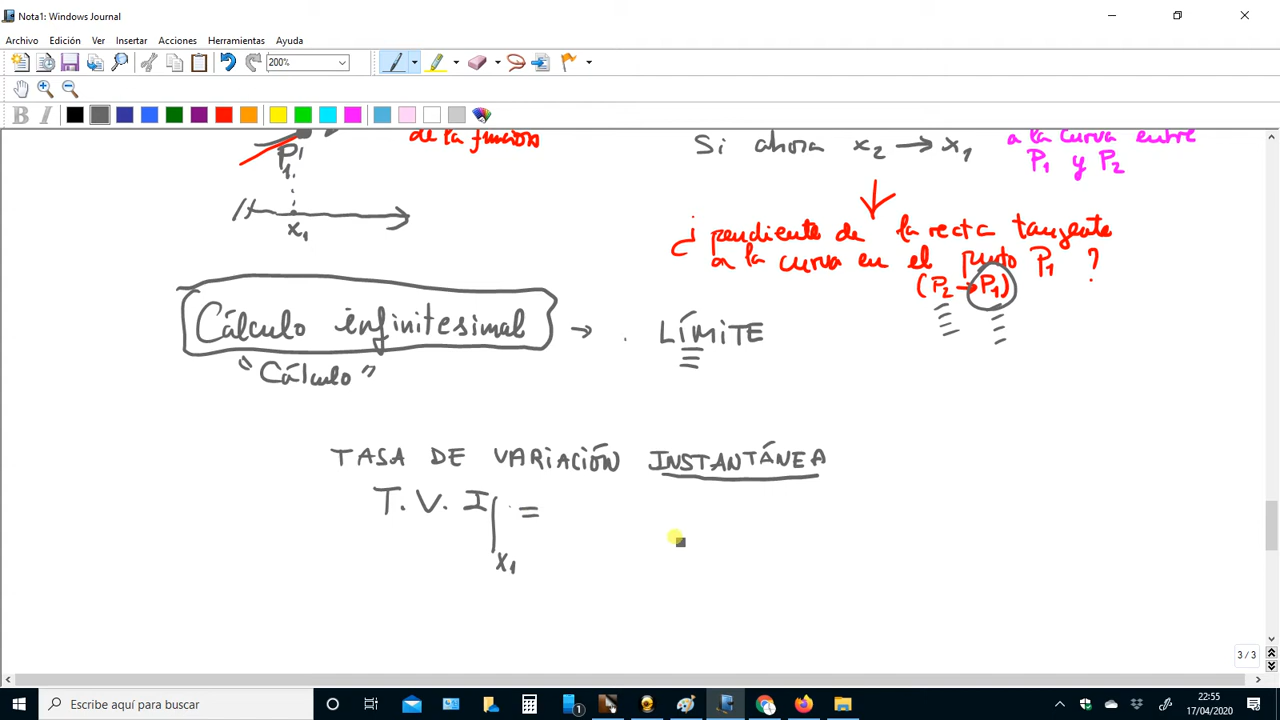 Nota1: Windows Journal
Archivo Edición Ver Insertar Acciones Herramientas Ayuda
200%
B I
de la función
P1
x1
Si ahora x2 → x1
a la curva entre
P1 y P2
¿ pendiente de la recta tangente
a la curva en el punto P1 ?
(P2 → P1)
Cálculo infinitesimal → . LÍMITE
"Cálculo"
TASA DE VARIACIÓN INSTANTÁNEA
T. V. I =
x1
3 / 3
Escribe aquí para buscar
1
22:55
17/04/2020